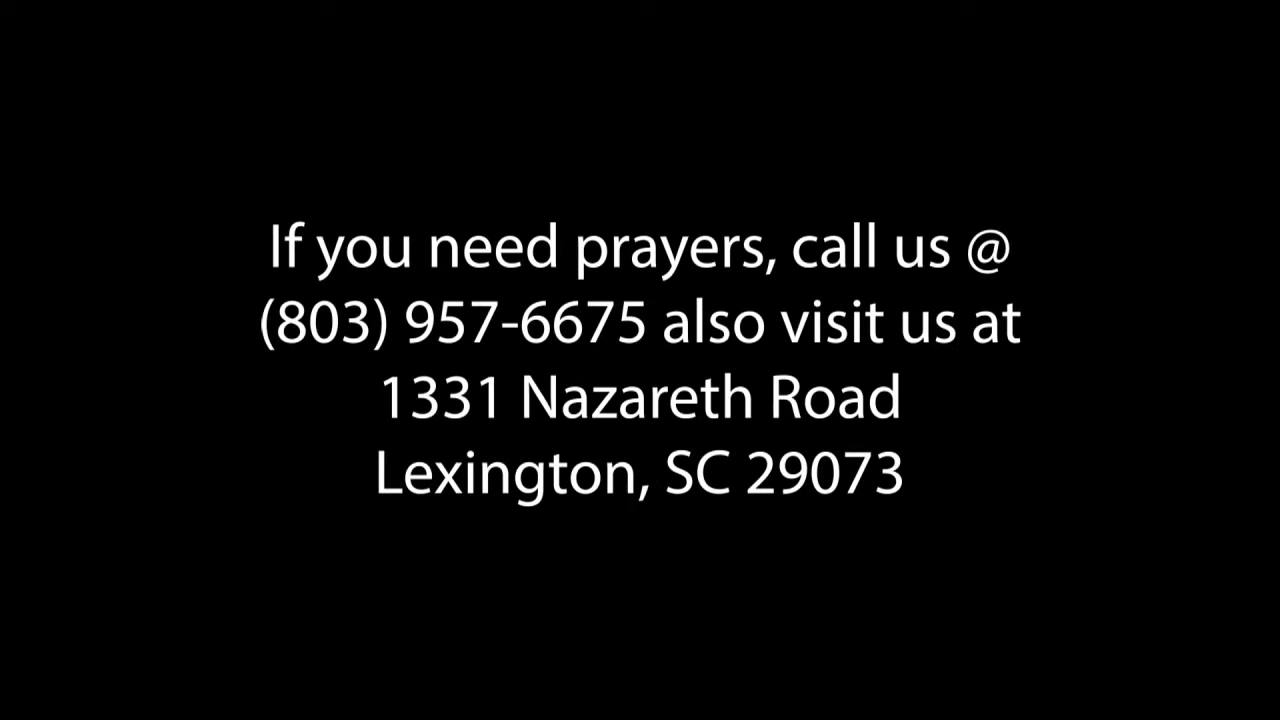 If you need prayers, call us @
(803) 957-6675 also visit us at
1331 Nazareth Road
Lexington, SC 29073